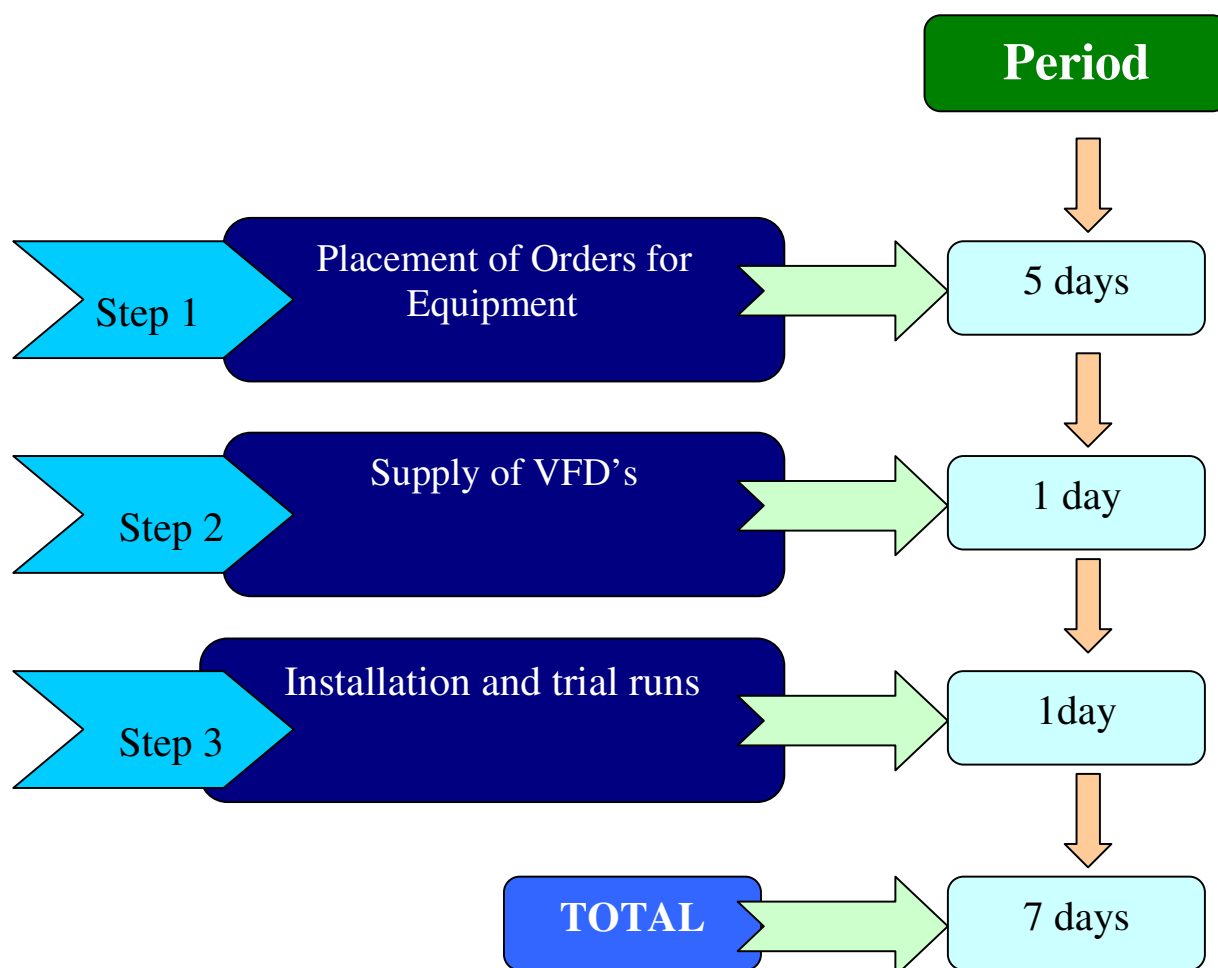 Period
Step 1
Placement of Orders for
Equipment
5 days
Step 2
Supply of VFD’s
1 day
Step 3
Installation and trial runs
1day
TOTAL
7 days